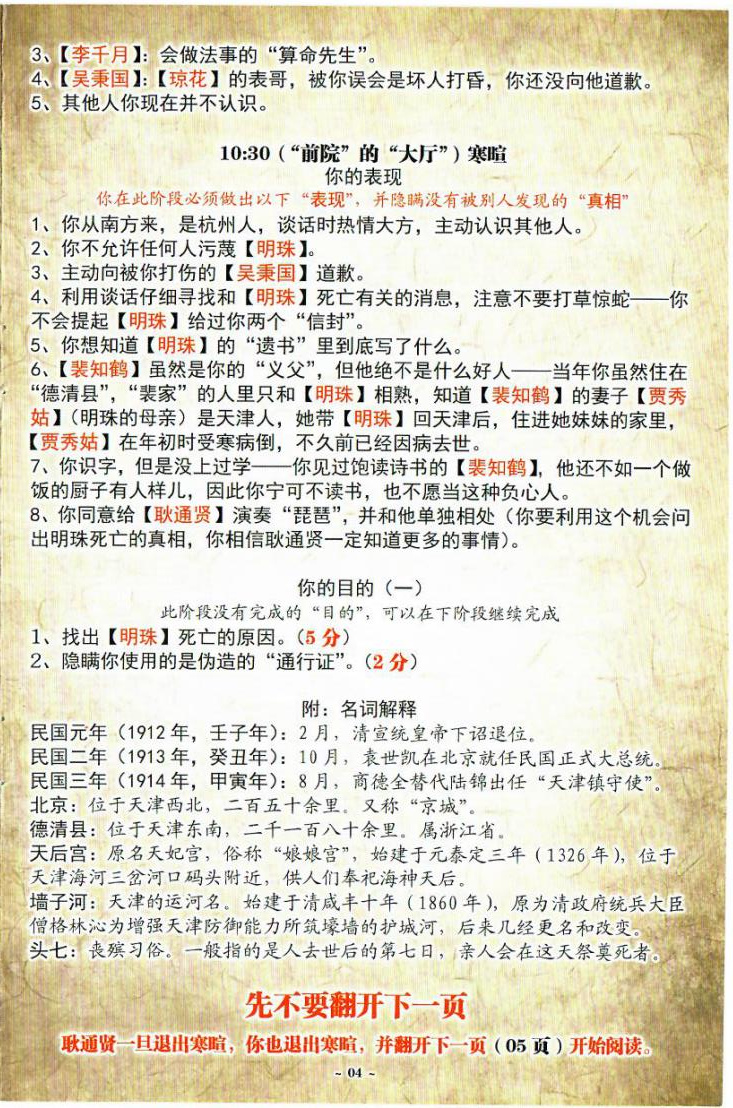 3、【李千月】：会做法事的“算命先生”。
4、【吴秉国】：【琼花】的表哥，被你误会是坏人打昏，你还没向他道歉。
5、其他人你现在并不认识。
10:30（“前院”的“大厅”）寒暄
你的表现
你在此阶段必须做出以下“表现”，并隐瞒没有被别人发现的“真相”
1、你从南方来，是杭州人，谈话时热情大方，主动认识其他人。
2、你不允许任何人污蔑【明珠】。
3、主动向被你打伤的【吴秉国】道歉。
4、利用谈话仔细寻找和【明珠】死亡有关的消息，注意不要打草惊蛇——你
不会提起【明珠】给过你两个“信封”。
5、你想知道【明珠】的“遗书”里到底写了什么。
6、【裴知鹤】虽然是你的“义父”，但他绝不是什么好人——当年你虽然住在
“德清县”，“裴家”的人里只和【明珠】相熟，知道【裴知鹤】的妻子【贾秀
姑】（明珠的母亲）是天津人，她带【明珠】回天津后，住进她妹妹的家里，
【贾秀姑】在年初时受寒病倒，不久前已经因病去世。
7、你识字，但是没上过学——你见过饱读诗书的【裴知鹤】，他还不如一个做
饭的厨子有人样儿，因此你宁可不读书，也不愿当这种负心人。
8、你同意给【耿通贤】演奏“琵琶”，并和他单独相处（你要利用这个机会问
出明珠死亡的真相，你相信耿通贤一定知道更多的事情）。
你的目的（一）
此阶段没有完成的“目的”，可以在下阶段继续完成
1、找出【明珠】死亡的原因。（5 分）
2、隐瞒你使用的是伪造的“通行证”。（2 分）
附：名词解释
民国元年（1912 年，壬子年）：2 月，清宣统皇帝下诏退位。
民国二年（1913 年，癸丑年）：10 月，袁世凯在北京就任民国正式大总统。
民国三年（1914 年，甲寅年）：8 月，商德全替代陆锦出任“天津镇守使”。
北京：位于天津西北，二百五十余里。又称“京城”。
德清县：位于天津东南，二千一百八十余里。属浙江省。
天后宫：原名天妃宫，俗称“娘娘宫”，始建于元泰定三年（1326 年），位于
天津海河三岔河口码头附近，供人们奉祀海神天后。
墙子河：天津的运河名。始建于清咸丰十年（1860 年），原为清政府统兵大臣
僧格林沁为增强天津防御能力所筑壕墙的护城河，后来几经更名和改变。
头七：丧殡习俗。一般指的是人去世后的第七日，亲人会在这天祭奠死者。
先不要翻开下一页
耿通贤一旦退出寒暄，你也退出寒暄，并翻开下一页（05 页）开始阅读。
~ 04 ~